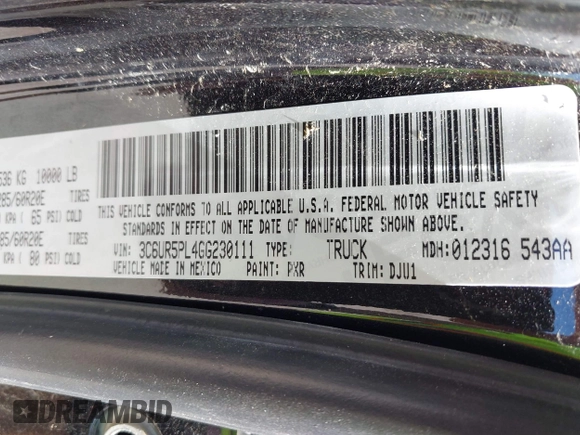 536 KG 10000 LB
285/60R20E TIRES
KPA ( 65 PSI) COLD
285/60R20E TIRES
KPA ( 80 PSI) COLD
THIS VEHICLE CONFORMS TO ALL APPLICABLE U.S.A. FEDERAL MOTOR VEHICLE SAFETY
STANDARDS IN EFFECT ON THE DATE OF MANUFACTURE SHOWN ABOVE.
VIN: 3C6UR5PL4GG230111 TYPE: TRUCK MDH: 012316 543AA
VEHICLE MADE IN MEXICO PAINT: PXR TRIM: DJU1
DREAMBID